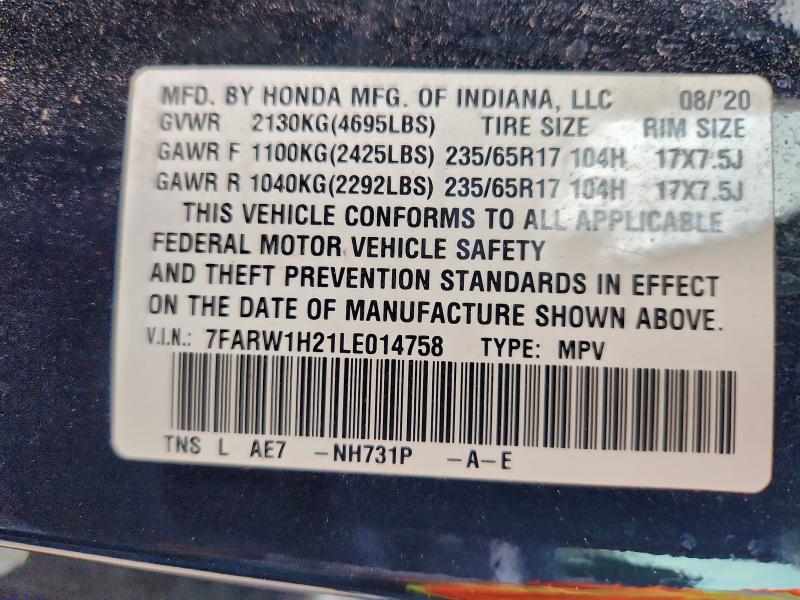 MFD. BY HONDA MFG. OF INDIANA, LLC 08/'20
GVWR 2130KG(4695LBS) TIRE SIZE RIM SIZE
GAWR F 1100KG(2425LBS) 235/65R17 104H 17X7.5J
GAWR R 1040KG(2292LBS) 235/65R17 104H 17X7.5J
THIS VEHICLE CONFORMS TO ALL APPLICABLE
FEDERAL MOTOR VEHICLE SAFETY
AND THEFT PREVENTION STANDARDS IN EFFECT
ON THE DATE OF MANUFACTURE SHOWN ABOVE.
V.I.N.: 7FARW1H21LE014758 TYPE: MPV
TNS L AE7 -NH731P -A-E